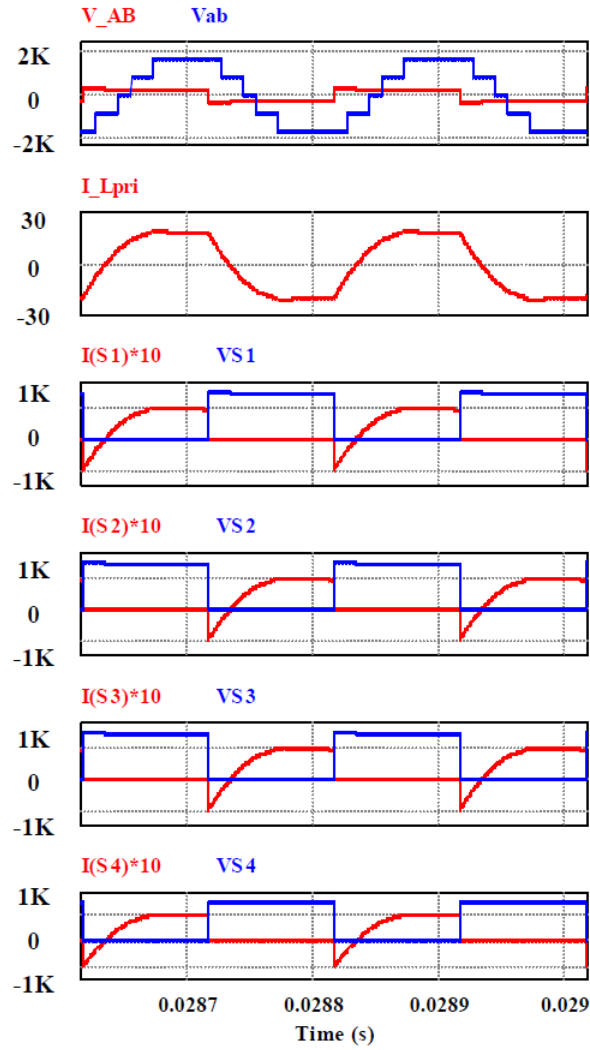 V_AB Vab
2K
0
-2K
I_Lpri
30
0
-30
I(S1)*10 VS1
1K
0
-1K
I(S2)*10 VS2
1K
0
-1K
I(S3)*10 VS3
1K
0
-1K
I(S4)*10 VS4
1K
0
-1K
0.0287 0.0288 0.0289 0.029
Time (s)